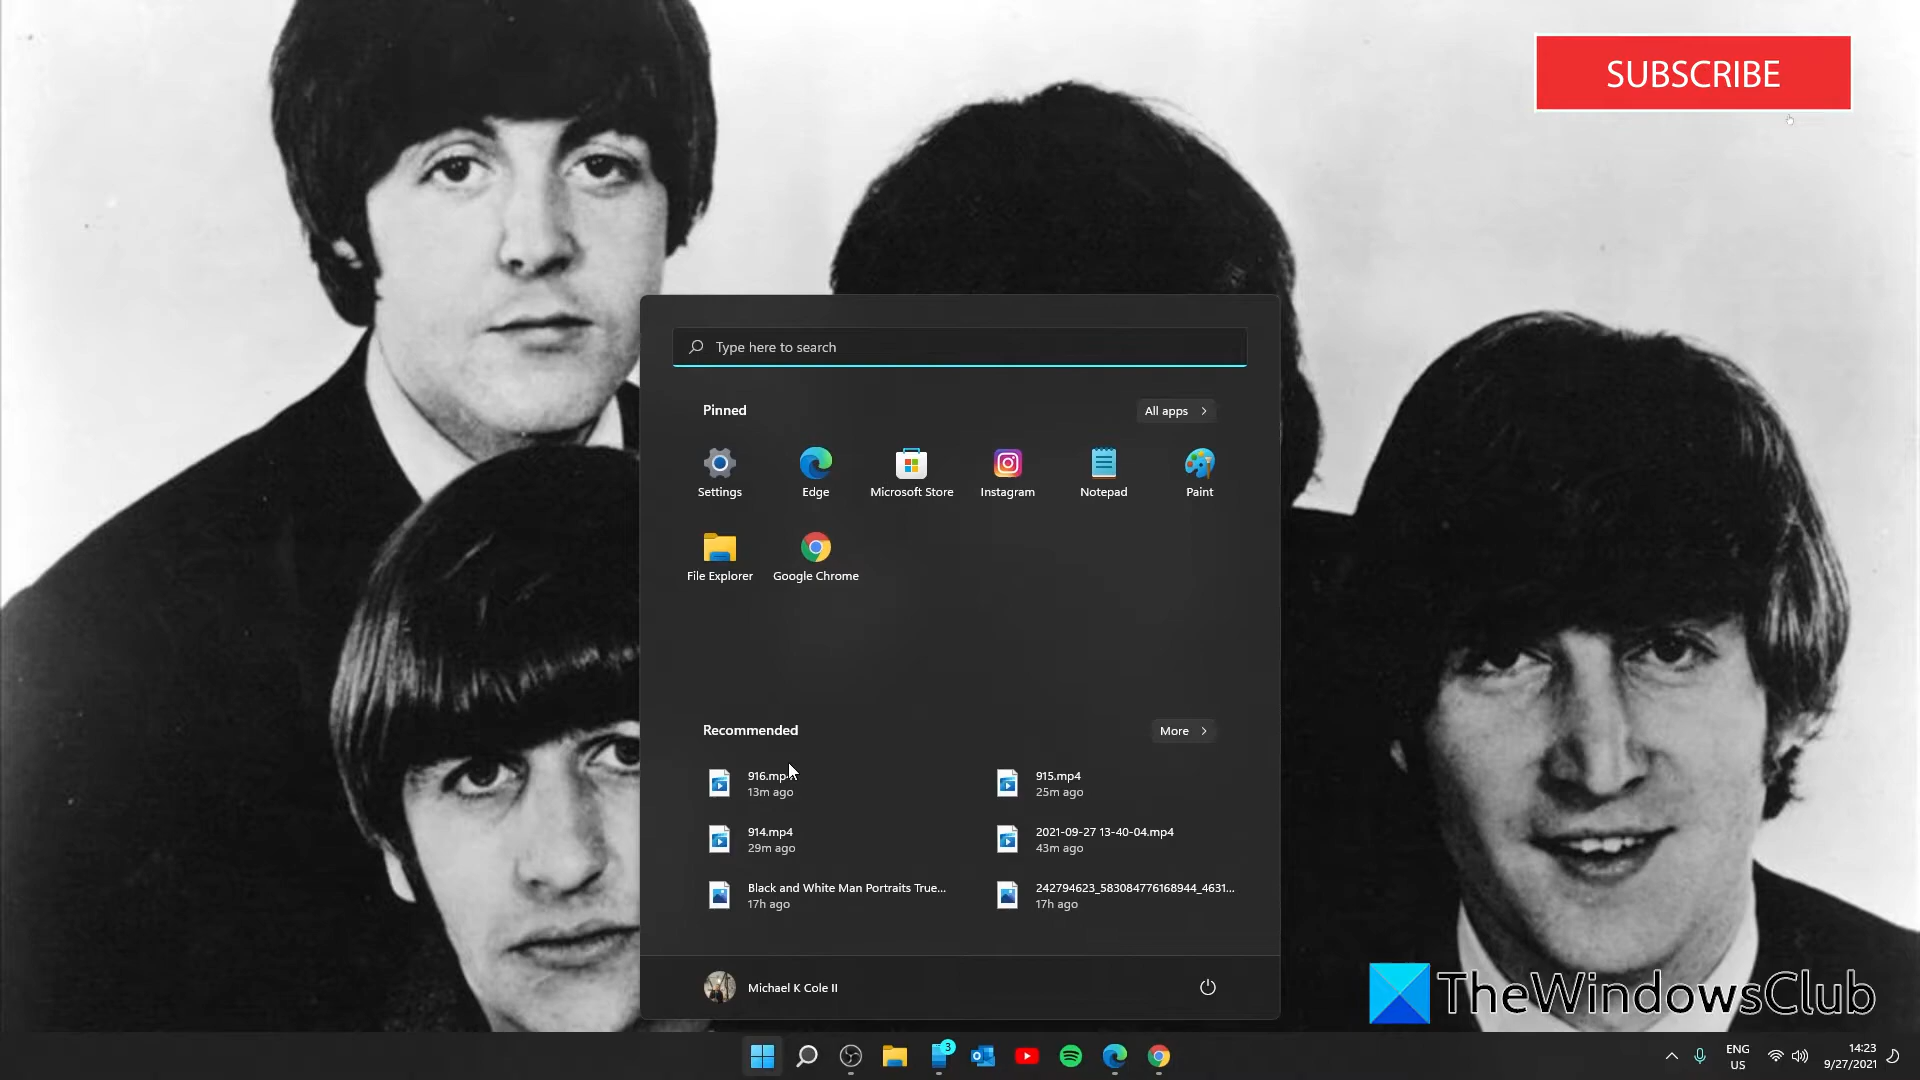 SUBSCRIBE
Type here to search
Pinned
All apps
Settings
Edge
Microsoft Store
Instagram
Notepad
Paint
File Explorer
Google Chrome
Recommended
More
916.mp4
13m ago
915.mp4
25m ago
914.mp4
29m ago
2021-09-27 13-40-04.mp4
43m ago
Black and White Man Portraits True...
17h ago
242794623_583084776168944_4631...
17h ago
Michael K Cole II
TheWindowsClub
3
ENG
US
14:23
9/27/2021